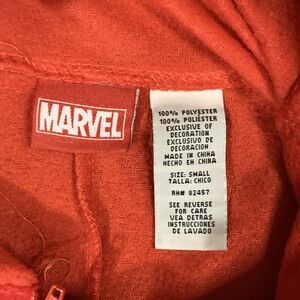 MARVEL
100% POLYESTER
100% POLIÉSTER
EXCLUSIVE OF
DECORATION
EXCLUSIVO DE
DECORACIÓN
MADE IN CHINA
HECHO EN CHINA
SIZE: SMALL
TALLA: CHICO
RN# 02457
SEE REVERSE
FOR CARE
VEA DETRAS
INSTRUCCIONES
DE LAVADO